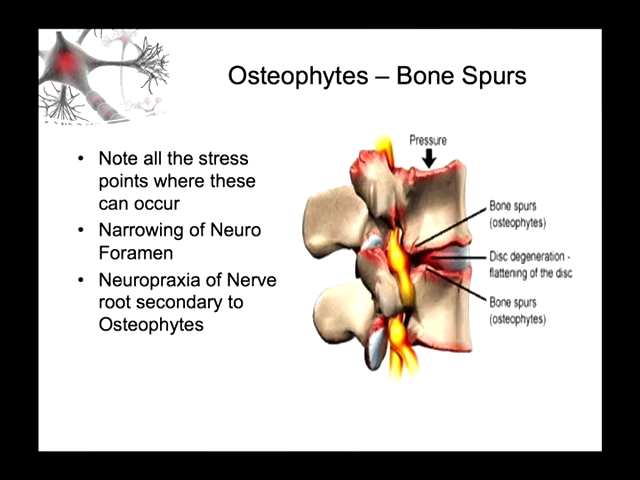 Osteophytes – Bone Spurs
• Note all the stress
points where these
can occur
• Narrowing of Neuro
Foramen
• Neuropraxia of Nerve
root secondary to
Osteophytes
Pressure
Bone spurs
(osteophytes)
Disc degeneration -
flattening of the disc
Bone spurs
(osteophytes)